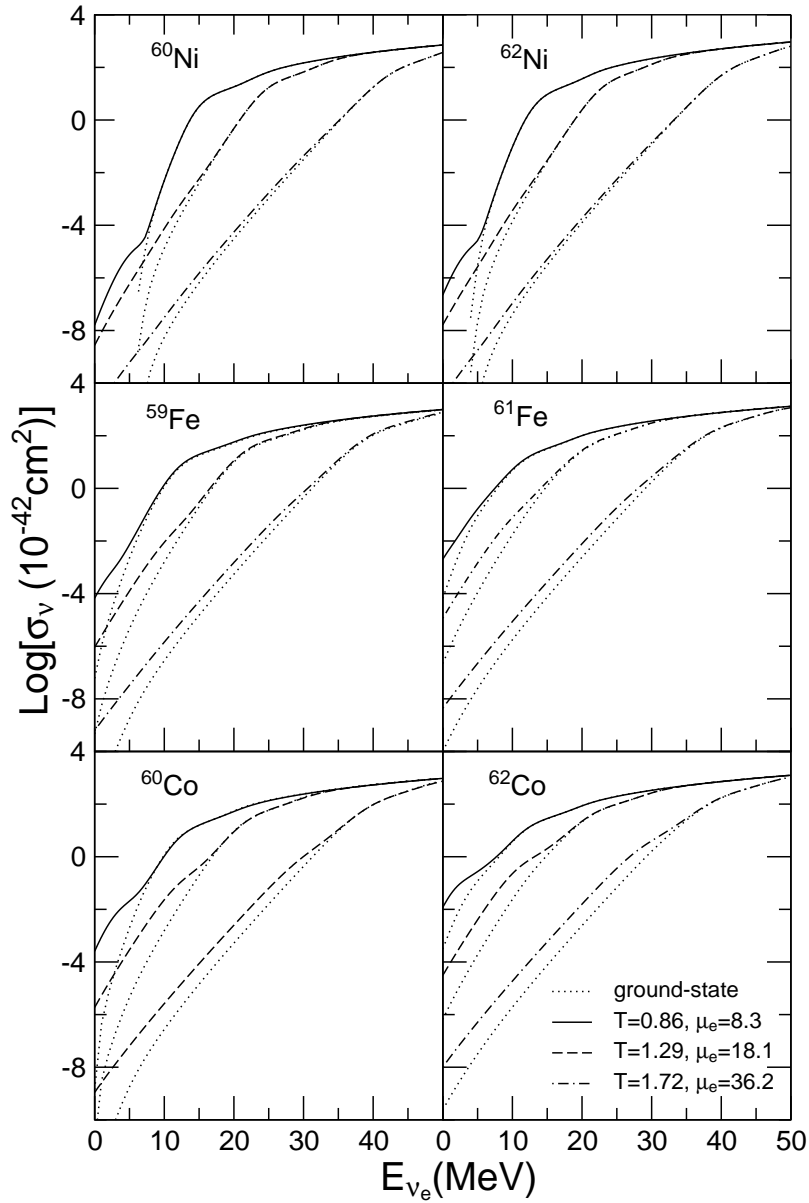 ⁶⁰Ni
⁶²Ni
4
0
-4
-8
⁵⁹Fe
⁶¹Fe
4
0
-4
-8
⁶⁰Co
⁶²Co
4
0
-4
-8
Log[σν (10⁻⁴²cm²)]
ground-state
T=0.86, μe=8.3
T=1.29, μe=18.1
T=1.72, μe=36.2
0 10 20 30 40 0 10 20 30 40 50
Eνe(MeV)